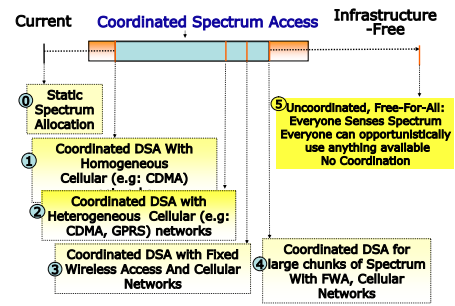 Current
Coordinated Spectrum Access
Infrastructure
-Free
0
Static
Spectrum
Allocation
5
Uncoordinated, Free-For-All:
Everyone Senses Spectrum
Everyone can opportunistically
use anything available
No Coordination
1
Coordinated DSA With
Homogeneous
Cellular (e.g: CDMA)
2
Coordinated DSA with
Heterogeneous Cellular (e.g:
CDMA, GPRS) networks
3
Coordinated DSA with Fixed
Wireless Access And Cellular
Networks
4
Coordinated DSA for
large chunks of Spectrum
With FWA, Cellular
Networks